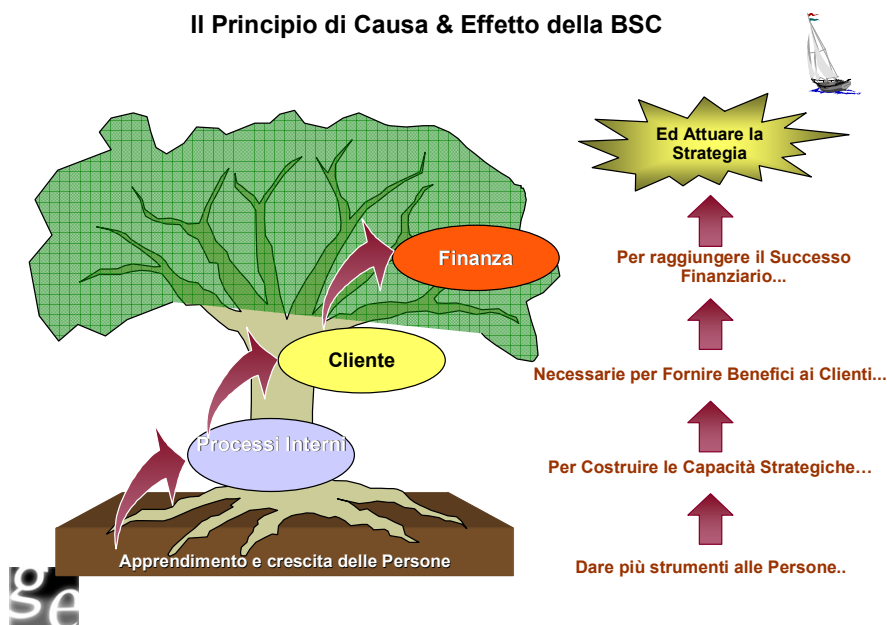 Il Principio di Causa & Effetto della BSC
Ed Attuare la
Strategia
Finanza
Per raggiungere il Successo
Finanziario...
Cliente
Necessarie per Fornire Benefici ai Clienti...
Processi Interni
Per Costruire le Capacità Strategiche…
Apprendimento e crescita delle Persone
Dare più strumenti alle Persone..
ge